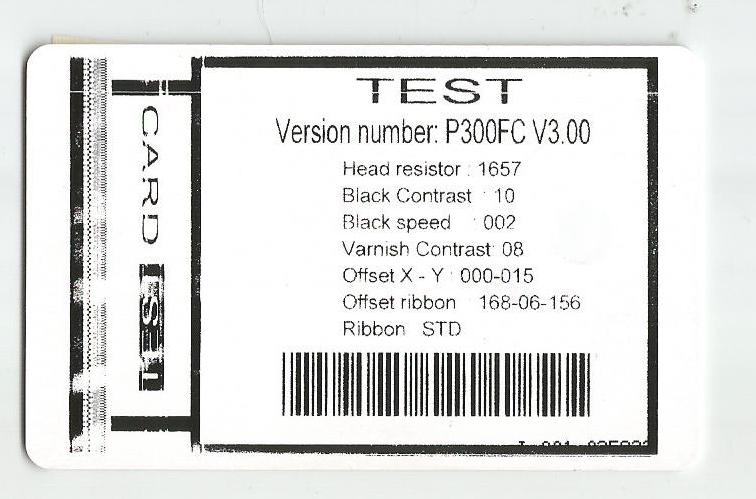 TEST
Version number: P300FC V3.00
Head resistor : 1657
Black Contrast : 10
Black speed : 002
Varnish Contrast: 08
Offset X - Y : 000-015
Offset ribbon 168-06-156
Ribbon STD
CARD
TEST